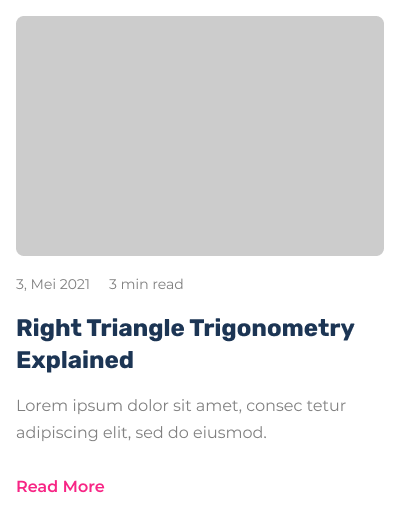 3, Mei 2021 3 min read
Right Triangle Trigonometry
Explained
Lorem ipsum dolor sit amet, consec tetur
adipiscing elit, sed do eiusmod.
Read More